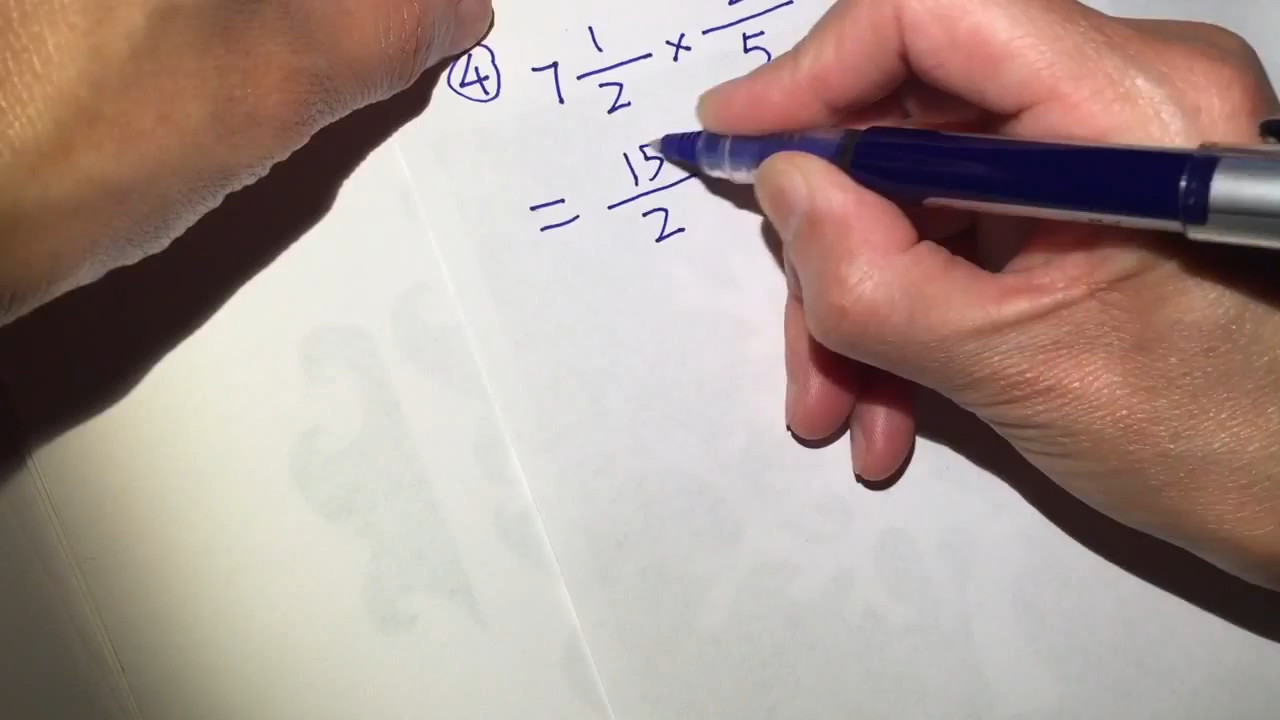 ④ 7 1/2 × /5
= 15/2